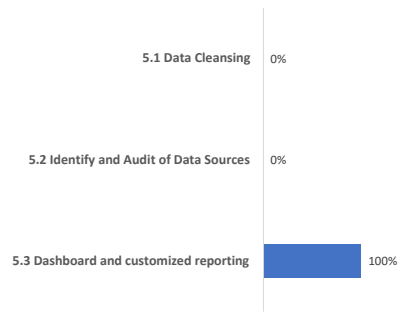 5.1 Data Cleansing 0%
5.2 Identify and Audit of Data Sources 0%
5.3 Dashboard and customized reporting 100%